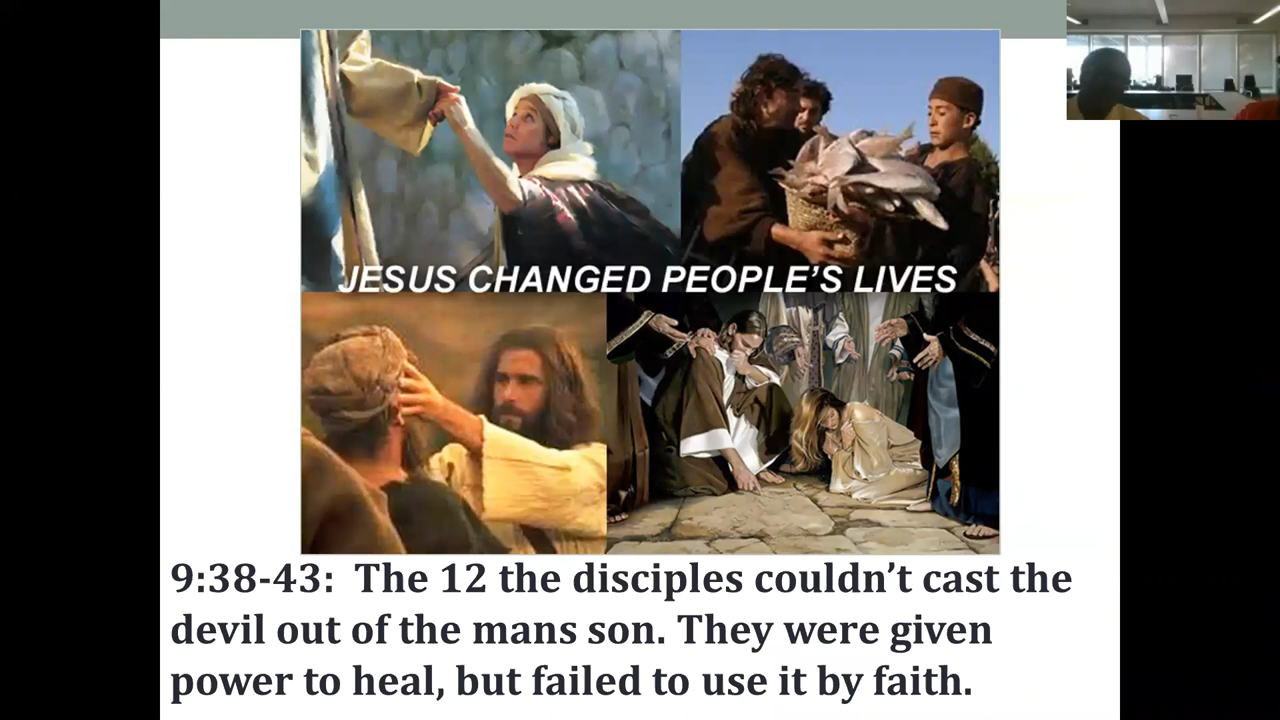 JESUS CHANGED PEOPLE'S LIVES
9:38-43:  The 12 the disciples couldn't cast the
devil out of the mans son. They were given
power to heal, but failed to use it by faith.